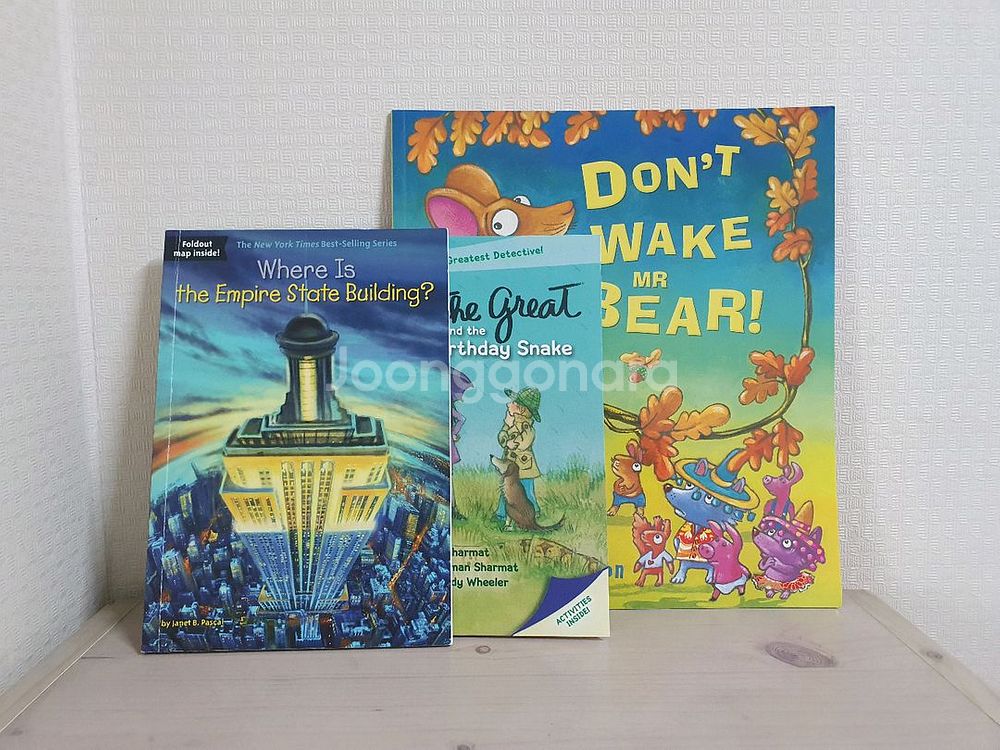 Foldout
map inside!
The New York Times Best-Selling Series
Where Is
the Empire State Building?
by Janet B. Pascal
Greatest Detective!
the Great
and the
rthday Snake
harmat
man Sharmat
dy Wheeler
ACTIVITIES
INSIDE!
DON'T
WAKE
MR
BEAR!
on
Joonggonara